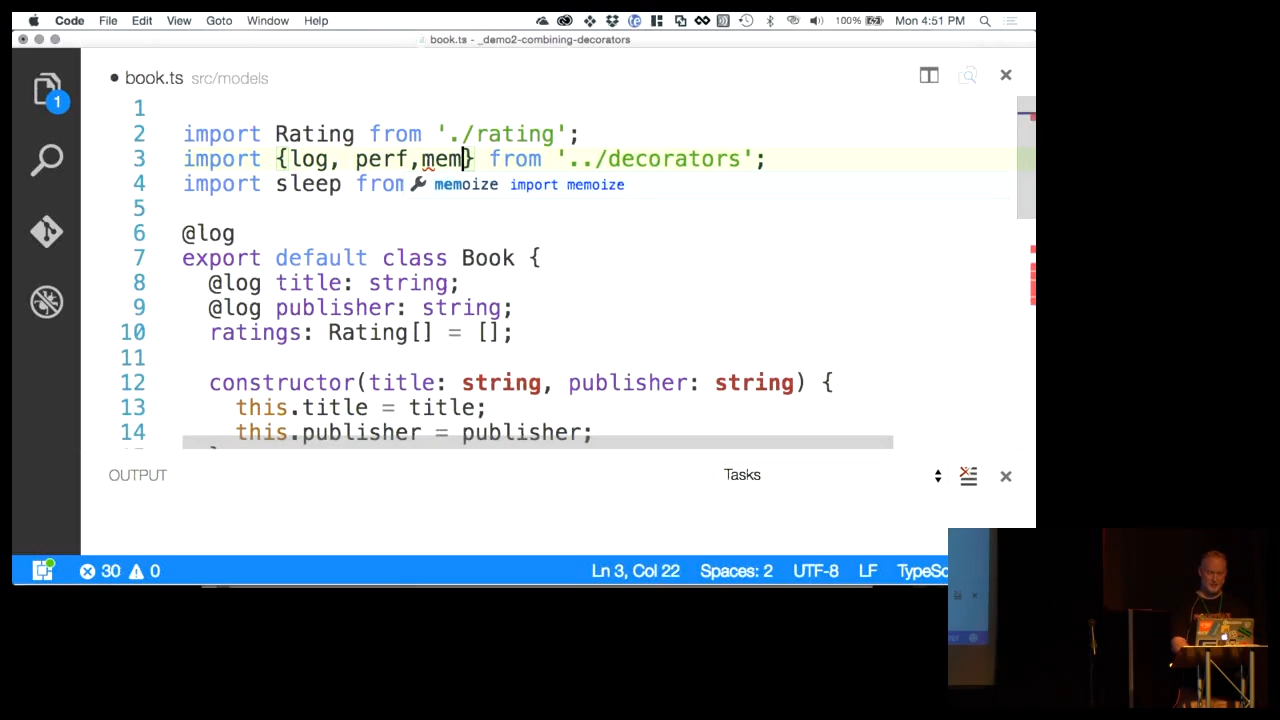 Code File Edit View Goto Window Help 100% Mon 4:51 PM
book.ts - _demo2-combining-decorators
book.ts src/models
1
1
2 import Rating from './rating';
3 import {log, perf,mem} from '../decorators';
4 import sleep from memoize import memoize
5
6 @log
7 export default class Book {
8 @log title: string;
9 @log publisher: string;
10 ratings: Rating[] = [];
11
12 constructor(title: string, publisher: string) {
13 this.title = title;
14 this.publisher = publisher;
OUTPUT Tasks
30 0 Ln 3, Col 22 Spaces: 2 UTF-8 LF TypeSc